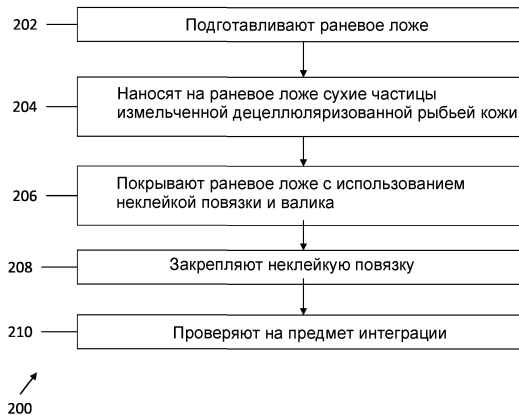 202
Подготавливают раневое ложе
204
Наносят на раневое ложе сухие частицы
измельченной децеллюляризованной рыбьей кожи
206
Покрывают раневое ложе с использованием
неклейкой повязки и валика
208
Закрепляют неклейкую повязку
210
Проверяют на предмет интеграции
200